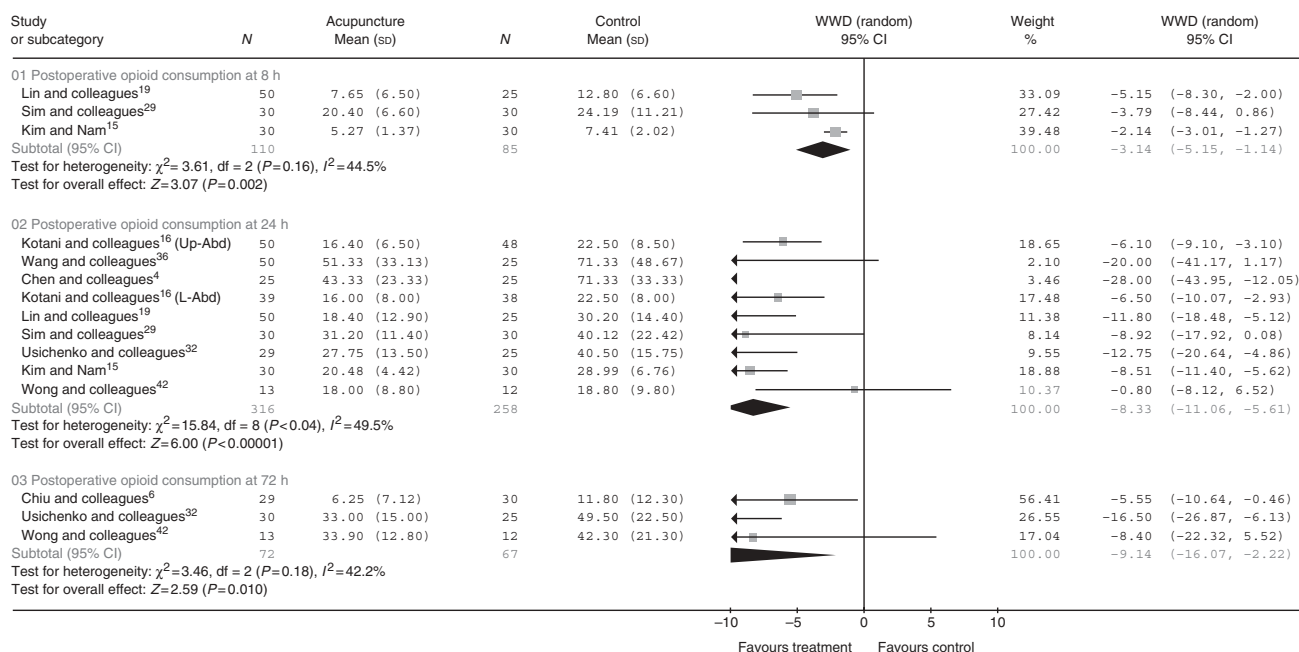 Study Acupuncture Control WWD (random) Weight WWD (random)
or subcategory N Mean (SD) N Mean (SD) 95% CI % 95% CI
01 Postoperative opioid consumption at 8 h
Lin and colleagues19 50 7.65 (6.50) 25 12.80 (6.60) 33.09 −5.15 (−8.30, −2.00)
Sim and colleagues29 30 20.40 (6.60) 30 24.19 (11.21) 27.42 −3.79 (−8.44, 0.86)
Kim and Nam15 30 5.27 (1.37) 30 7.41 (2.02) 39.48 −2.14 (−3.01, −1.27)
Subtotal (95% CI) 110 85 100.00 −3.14 (−5.15, −1.14)
Test for heterogeneity: χ2= 3.61, df = 2 (P=0.16), I2=44.5%
Test for overall effect: Z=3.07 (P=0.002)
02 Postoperative opioid consumption at 24 h
Kotani and colleagues16 (Up-Abd) 50 16.40 (6.50) 48 22.50 (8.50) 18.65 −6.10 (−9.10, −3.10)
Wang and colleagues36 50 51.33 (33.13) 25 71.33 (48.67) 2.10 −20.00 (−41.17, 1.17)
Chen and colleagues4 25 43.33 (23.33) 25 71.33 (33.33) 3.46 −28.00 (−43.95, −12.05)
Kotani and colleagues16 (L-Abd) 39 16.00 (8.00) 38 22.50 (8.00) 17.48 −6.50 (−10.07, −2.93)
Lin and colleagues19 50 18.40 (12.90) 25 30.20 (14.40) 11.38 −11.80 (−18.48, −5.12)
Sim and colleagues29 30 31.20 (11.40) 30 40.12 (22.42) 8.14 −8.92 (−17.92, 0.08)
Usichenko and colleagues32 29 27.75 (13.50) 25 40.50 (15.75) 9.55 −12.75 (−20.64, −4.86)
Kim and Nam15 30 20.48 (4.42) 30 28.99 (6.76) 18.88 −8.51 (−11.40, −5.62)
Wong and colleagues42 13 18.00 (8.80) 12 18.80 (9.80) 10.37 −0.80 (−8.12, 6.52)
Subtotal (95% CI) 316 258 100.00 −8.33 (−11.06, −5.61)
Test for heterogeneity: χ2=15.84, df = 8 (P<0.04), I2=49.5%
Test for overall effect: Z=6.00 (P<0.00001)
03 Postoperative opioid consumption at 72 h
Chiu and colleagues6 29 6.25 (7.12) 30 11.80 (12.30) 56.41 −5.55 (−10.64, −0.46)
Usichenko and colleagues32 30 33.00 (15.00) 25 49.50 (22.50) 26.55 −16.50 (−26.87, −6.13)
Wong and colleagues42 13 33.90 (12.80) 12 42.30 (21.30) 17.04 −8.40 (−22.32, 5.52)
Subtotal (95% CI) 72 67 100.00 −9.14 (−16.07, −2.22)
Test for heterogeneity: χ2=3.46, df = 2 (P=0.18), I2=42.2%
Test for overall effect: Z=2.59 (P=0.010)
−10 −5 0 5 10
Favours treatment Favours control